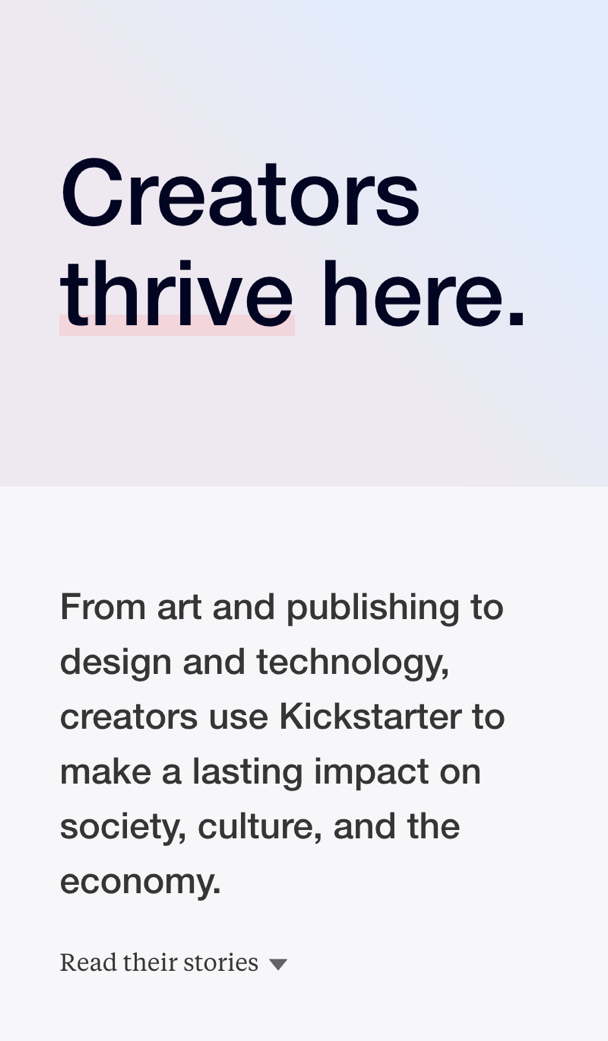 Creators
thrive here.
From art and publishing to
design and technology,
creators use Kickstarter to
make a lasting impact on
society, culture, and the
economy.
Read their stories